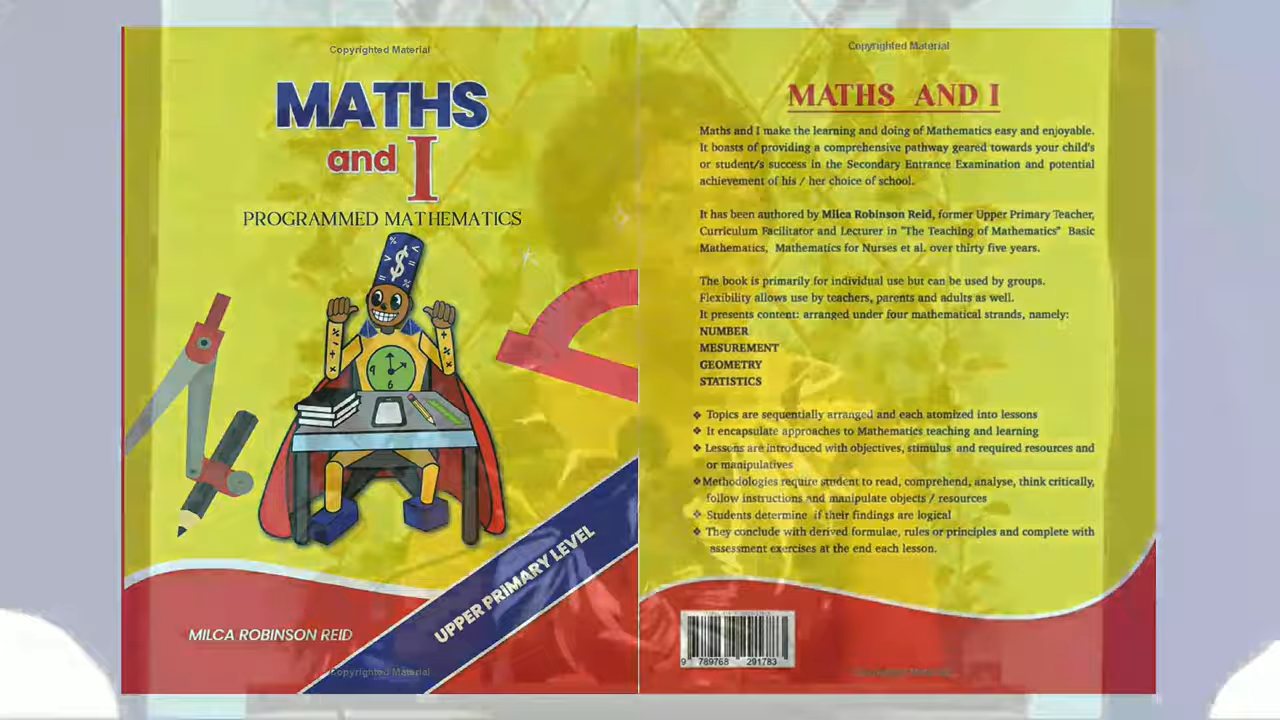 Copyrighted Material
MATHS
and I
PROGRAMMED MATHEMATICS
$
9
6
UPPER PRIMARY LEVEL
MILCA ROBINSON REID
Copyrighted Material
Copyrighted Material
MATHS AND I
Maths and I make the learning and doing of Mathematics easy and enjoyable.
It boasts of providing a comprehensive pathway geared towards your child's
or student/s success in the Secondary Entrance Examination and potential
achievement of his / her choice of school.
It has been authored by Milca Robinson Reid, former Upper Primary Teacher,
Curriculum Facilitator and Lecturer in "The Teaching of Mathematics" Basic
Mathematics, Mathematics for Nurses et al. over thirty five years.
The book is primarily for individual use but can be used by groups.
Flexibility allows use by teachers, parents and adults as well.
It presents content: arranged under four mathematical strands, namely:
NUMBER
MESUREMENT
GEOMETRY
STATISTICS
❖ Topics are sequentially arranged and each atomized into lessons
❖ It encapsulate approaches to Mathematics teaching and learning
❖ Lessons are introduced with objectives, stimulus and required resources and
or manipulatives
❖ Methodologies require student to read, comprehend, analyse, think critically,
follow instructions and manipulate objects / resources
❖ Students determine if their findings are logical
❖ They conclude with derived formulae, rules or principles and complete with
assessment exercises at the end each lesson.
9 789768 291783
Copyrighted Material